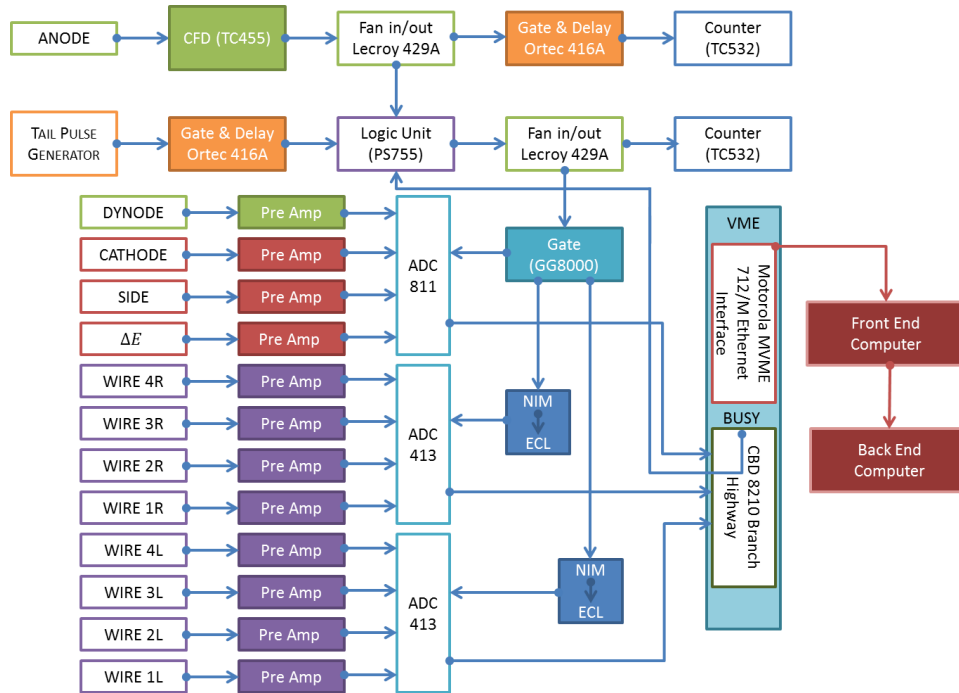 ANODE
CFD (TC455)
Fan in/out
Lecroy 429A
Gate & Delay
Ortec 416A
Counter
(TC532)
TAIL PULSE
GENERATOR
Gate & Delay
Ortec 416A
Logic Unit
(PS755)
Fan in/out
Lecroy 429A
Counter
(TC532)
DYNODE
Pre Amp
CATHODE
Pre Amp
SIDE
Pre Amp
ΔE
Pre Amp
ADC
811
Gate
(GG8000)
WIRE 4R
Pre Amp
WIRE 3R
Pre Amp
WIRE 2R
Pre Amp
WIRE 1R
Pre Amp
ADC
413
NIM
ECL
WIRE 4L
Pre Amp
WIRE 3L
Pre Amp
WIRE 2L
Pre Amp
WIRE 1L
Pre Amp
ADC
413
NIM
ECL
VME
Motorola MVME
712/M Ethernet
Interface
BUSY
CBD 8210 Branch
Highway
Front End
Computer
Back End
Computer